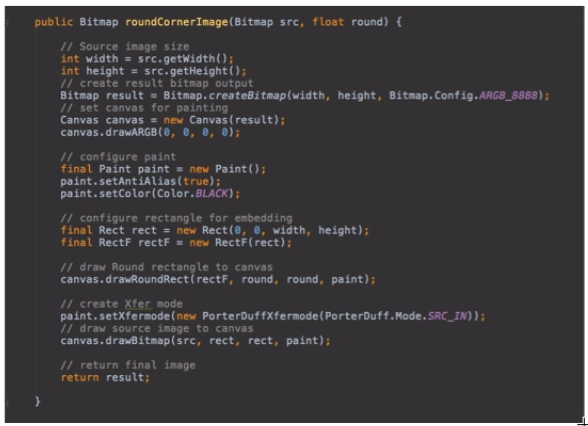 public Bitmap roundCornerImage(Bitmap src, float round) {
// Source image size
int width = src.getWidth();
int height = src.getHeight();
// create result bitmap output
Bitmap result = Bitmap.createBitmap(width, height, Bitmap.Config.ARGB_8888);
// set canvas for painting
Canvas canvas = new Canvas(result);
canvas.drawARGB(0, 0, 0, 0);
// configure paint
final Paint paint = new Paint();
paint.setAntiAlias(true);
paint.setColor(Color.BLACK);
// configure rectangle for embedding
final Rect rect = new Rect(0, 0, width, height);
final RectF rectF = new RectF(rect);
// draw Round rectangle to canvas
canvas.drawRoundRect(rectF, round, round, paint);
// create Xfer mode
paint.setXfermode(new PorterDuffXfermode(PorterDuff.Mode.SRC_IN));
// draw source image to canvas
canvas.drawBitmap(src, rect, rect, paint);
// return final image
return result;
}